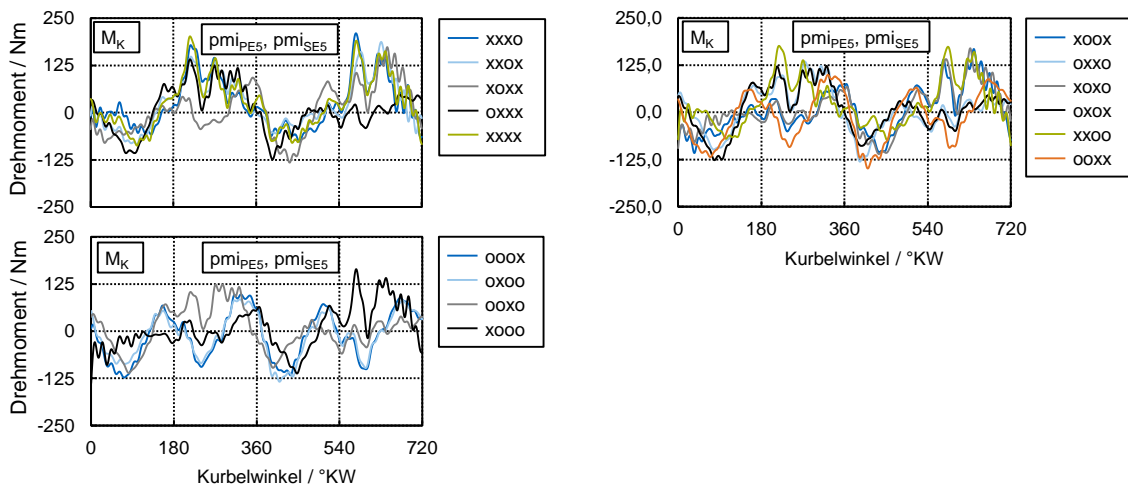 Drehmoment / Nm
250
125
0
-125
-250
M_K
pmi_PE5, pmi_SE5
xxxo
xxox
xoxx
oxxx
xxxx
250,0
125,0
0,0
-125,0
-250,0
M_K
pmi_PE5, pmi_SE5
0
180
360
540
720
Kurbelwinkel / °KW
xoox
oxxo
xoxo
oxox
xxoo
ooxx
Drehmoment / Nm
250
125
0
-125
-250
M_K
pmi_PE5, pmi_SE5
0
180
360
540
720
Kurbelwinkel / °KW
ooox
oxoo
ooxo
xooo